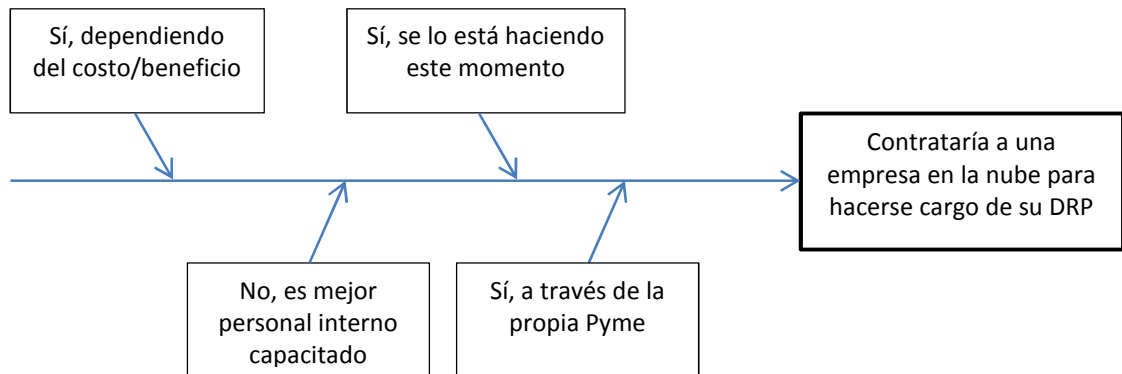 Sí, dependiendo
del costo/beneficio
Sí, se lo está haciendo
este momento
Contrataría a una
empresa en la nube para
hacerse cargo de su DRP
No, es mejor
personal interno
capacitado
Sí, a través de la
propia Pyme